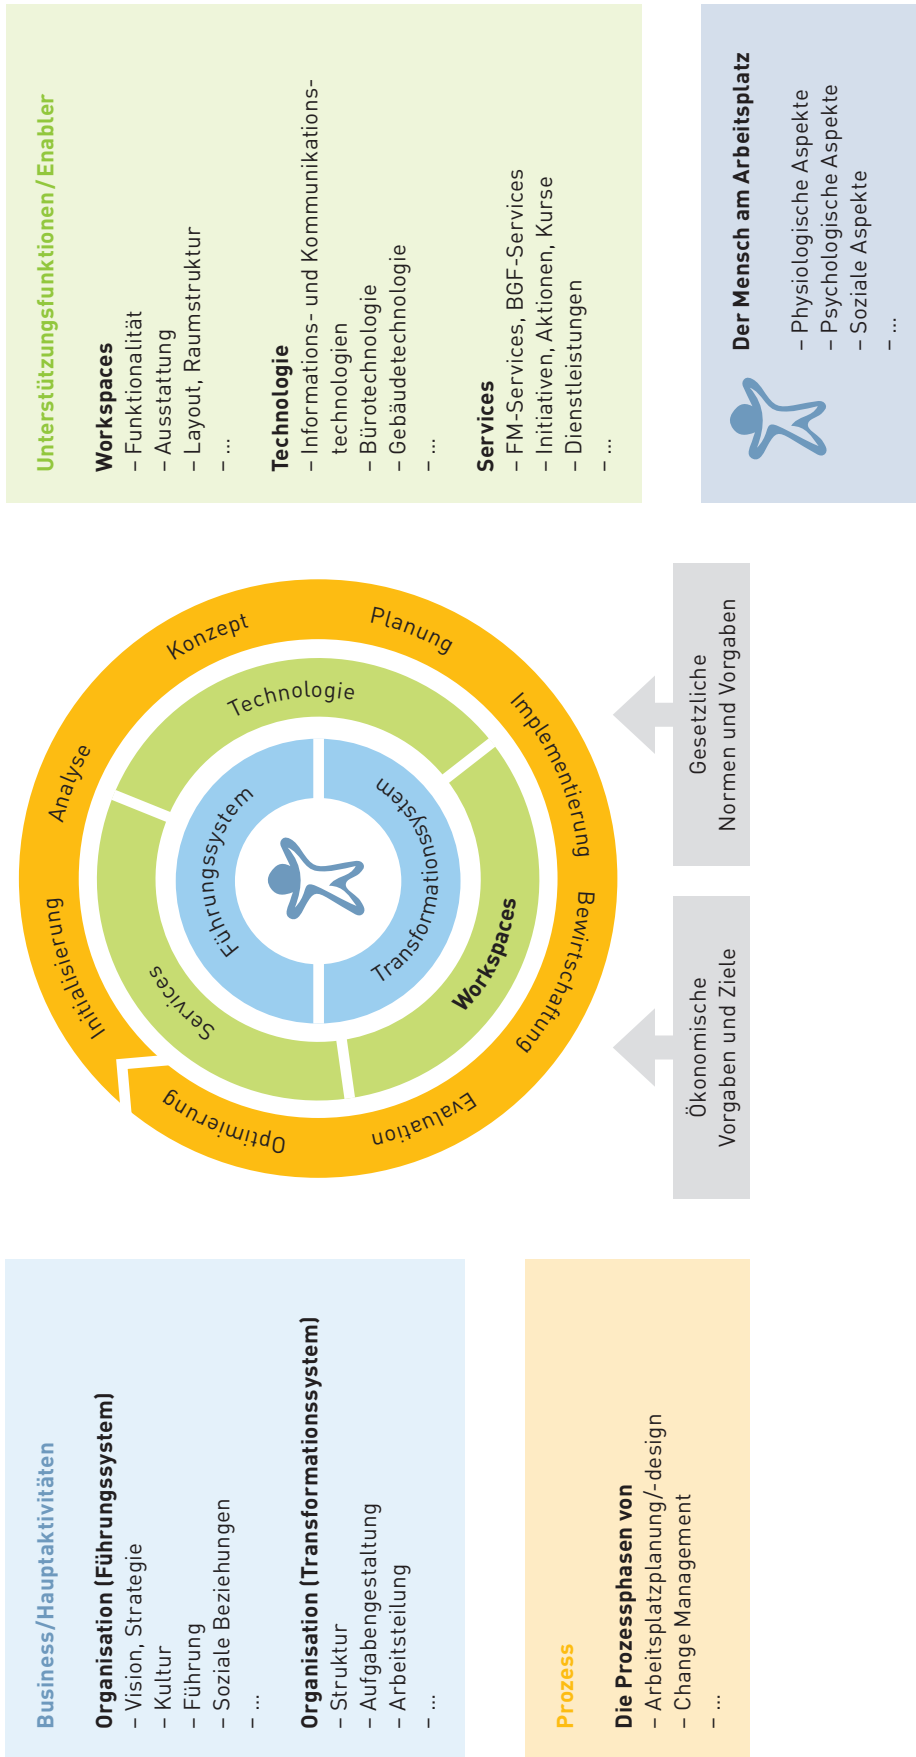 Business/Hauptaktivitäten
Organisation (Führungssystem)
– Vision, Strategie
– Kultur
– Führung
– Soziale Beziehungen
– ...
Organisation (Transformationssystem)
– Struktur
– Aufgabengestaltung
– Arbeitsteilung
– ...
Prozess
Die Prozessphasen von
– Arbeitsplatzplanung/-design
– Change Management
– ...
Initialisierung
Analyse
Konzept
Planung
Implementierung
Bewirtschaftung
Evaluation
Optimierung
Services
Technologie
Workspaces
Führungssystem
Transformationssystem
Ökonomische
Vorgaben und Ziele
Gesetzliche
Normen und Vorgaben
Unterstützungsfunktionen/Enabler
Workspaces
– Funktionalität
– Ausstattung
– Layout, Raumstruktur
– ...
Technologie
– Informations- und Kommunikations-
technologien
– Bürotechnologie
– Gebäudetechnologie
– ...
Services
– FM-Services, BGF-Services
– Initiativen, Aktionen, Kurse
– Dienstleistungen
– ...
Der Mensch am Arbeitsplatz
– Physiologische Aspekte
– Psychologische Aspekte
– Soziale Aspekte
– ...